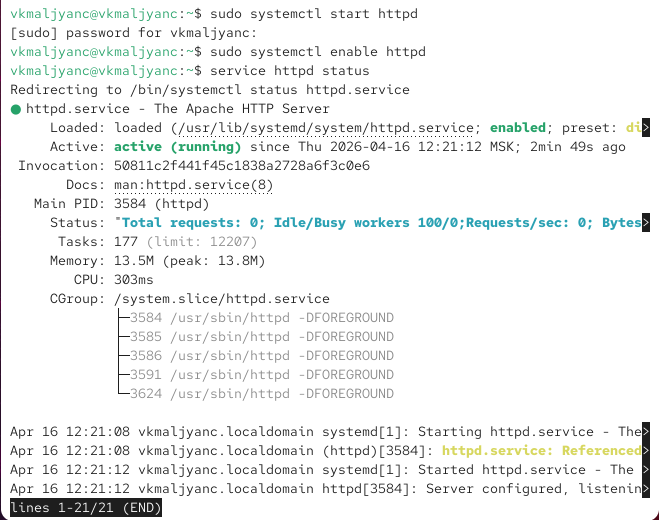 vkmaljyanc@vkmaljyanc:~$ sudo systemctl start httpd
[sudo] password for vkmaljyanc:
vkmaljyanc@vkmaljyanc:~$ sudo systemctl enable httpd
vkmaljyanc@vkmaljyanc:~$ service httpd status
Redirecting to /bin/systemctl status httpd.service
● httpd.service - The Apache HTTP Server
Loaded: loaded (/usr/lib/systemd/system/httpd.service; enabled; preset: di>
Active: active (running) since Thu 2026-04-16 12:21:12 MSK; 2min 49s ago
Invocation: 50811c2f441f45c1838a2728a6f3c0e6
Docs: man:httpd.service(8)
Main PID: 3584 (httpd)
Status: "Total requests: 0; Idle/Busy workers 100/0;Requests/sec: 0; Bytes>
Tasks: 177 (limit: 12207)
Memory: 13.5M (peak: 13.8M)
CPU: 303ms
CGroup: /system.slice/httpd.service
├─3584 /usr/sbin/httpd -DFOREGROUND
├─3585 /usr/sbin/httpd -DFOREGROUND
├─3586 /usr/sbin/httpd -DFOREGROUND
├─3591 /usr/sbin/httpd -DFOREGROUND
└─3624 /usr/sbin/httpd -DFOREGROUND
Apr 16 12:21:08 vkmaljyanc.localdomain systemd[1]: Starting httpd.service - The>
Apr 16 12:21:08 vkmaljyanc.localdomain (httpd)[3584]: httpd.service: Referenced>
Apr 16 12:21:12 vkmaljyanc.localdomain systemd[1]: Started httpd.service - The >
Apr 16 12:21:12 vkmaljyanc.localdomain httpd[3584]: Server configured, listenin>
lines 1-21/21 (END)